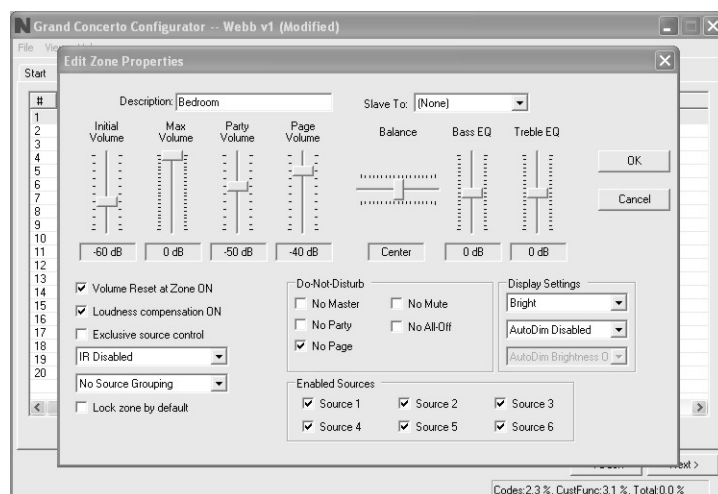 N Grand Concerto Configurator -- Webb v1 (Modified)
File
Start
Edit Zone Properties
#
1
2
3
4
5
6
7
8
9
10
11
12
13
14
15
16
17
18
19
20
Description: Bedroom
Slave To: (None)
Initial Volume
Max Volume
Party Volume
Page Volume
Balance
Bass EQ
Treble EQ
OK
Cancel
-60 dB
0 dB
-50 dB
-40 dB
Center
0 dB
0 dB
Volume Reset at Zone ON
Loudness compensation ON
Exclusive source control
IR Disabled
No Source Grouping
Lock zone by default
Do-Not-Disturb
No Master
No Mute
No Party
No All-Off
No Page
Display Settings
Bright
AutoDim Disabled
AutoDim Brightness 0
Enabled Sources
Source 1
Source 2
Source 3
Source 4
Source 5
Source 6
Codes:2.3 %, CustFunc:3.1 %, Total:0.0 %